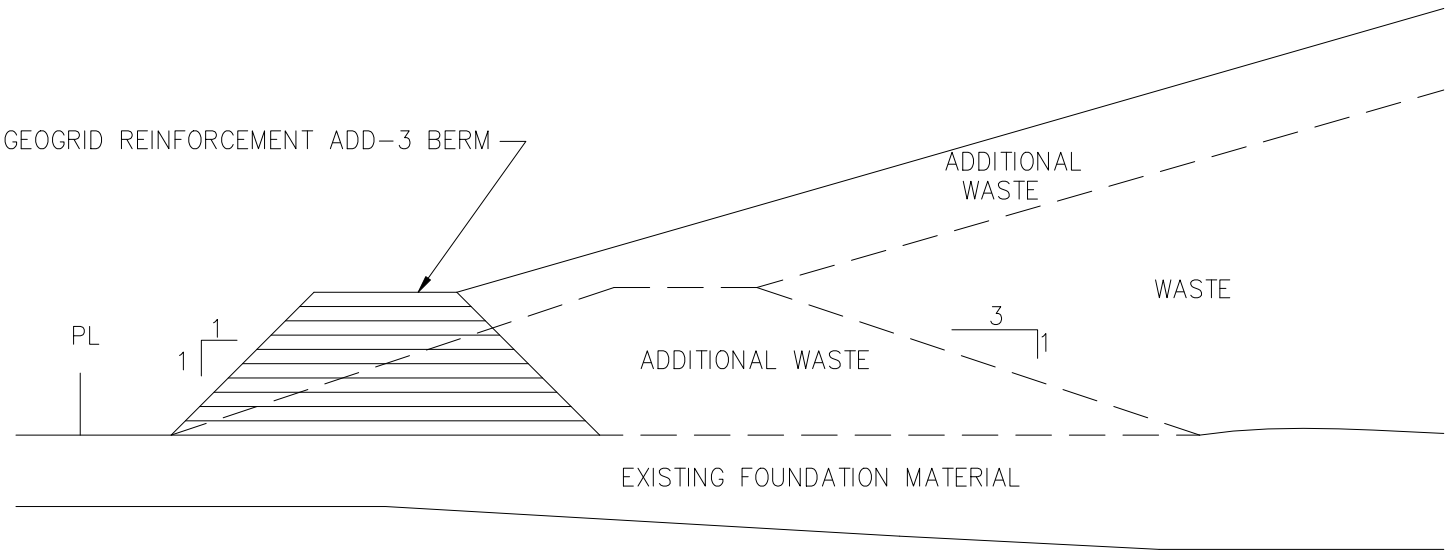 GEOGRID REINFORCEMENT ADD-3 BERM
ADDITIONAL
WASTE
WASTE
PL
1
1
3
1
ADDITIONAL WASTE
EXISTING FOUNDATION MATERIAL